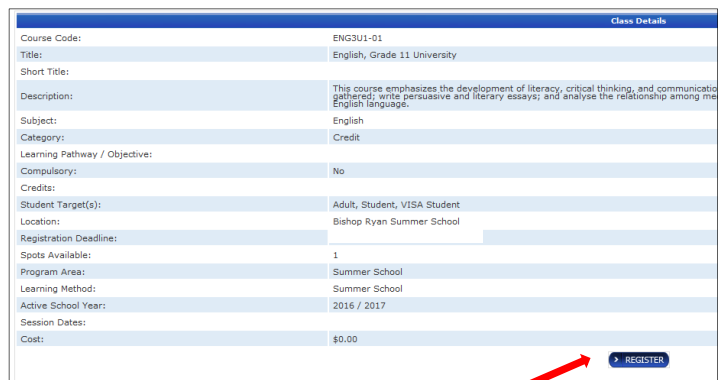 Class Details
Course Code: ENG3U1-01
Title: English, Grade 11 University
Short Title:
Description: This course emphasizes the development of literacy, critical thinking, and
gathered; write persuasive and literary essays; and analyse the relationship among
English language.
Subject: English
Category: Credit
Learning Pathway / Objective:
Compulsory: No
Credits:
Student Target(s): Adult, Student, VISA Student
Location: Bishop Ryan Summer School
Registration Deadline:
Spots Available: 1
Program Area: Summer School
Learning Method: Summer School
Active School Year: 2016 / 2017
Session Dates:
Cost: $0.00
> REGISTER